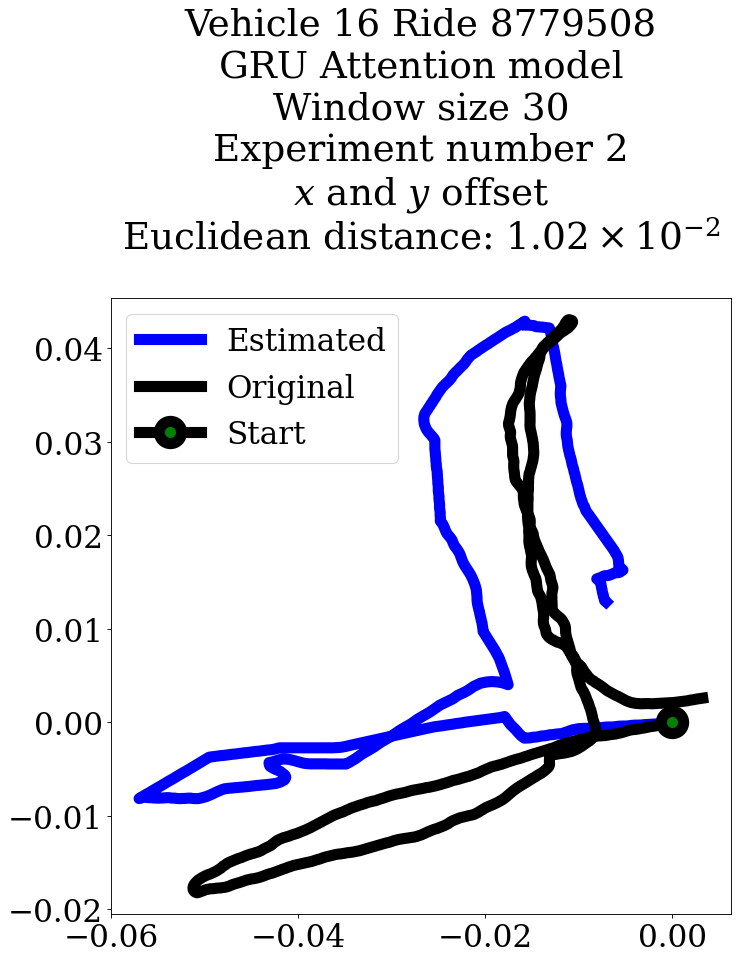 Vehicle 16 Ride 8779508
GRU Attention model
Window size 30
Experiment number 2
x and y offset
Euclidean distance: 1.02 × 10⁻²
Estimated
Original
Start
0.04
0.03
0.02
0.01
0.00
−0.01
−0.02
−0.06 −0.04 −0.02 0.00